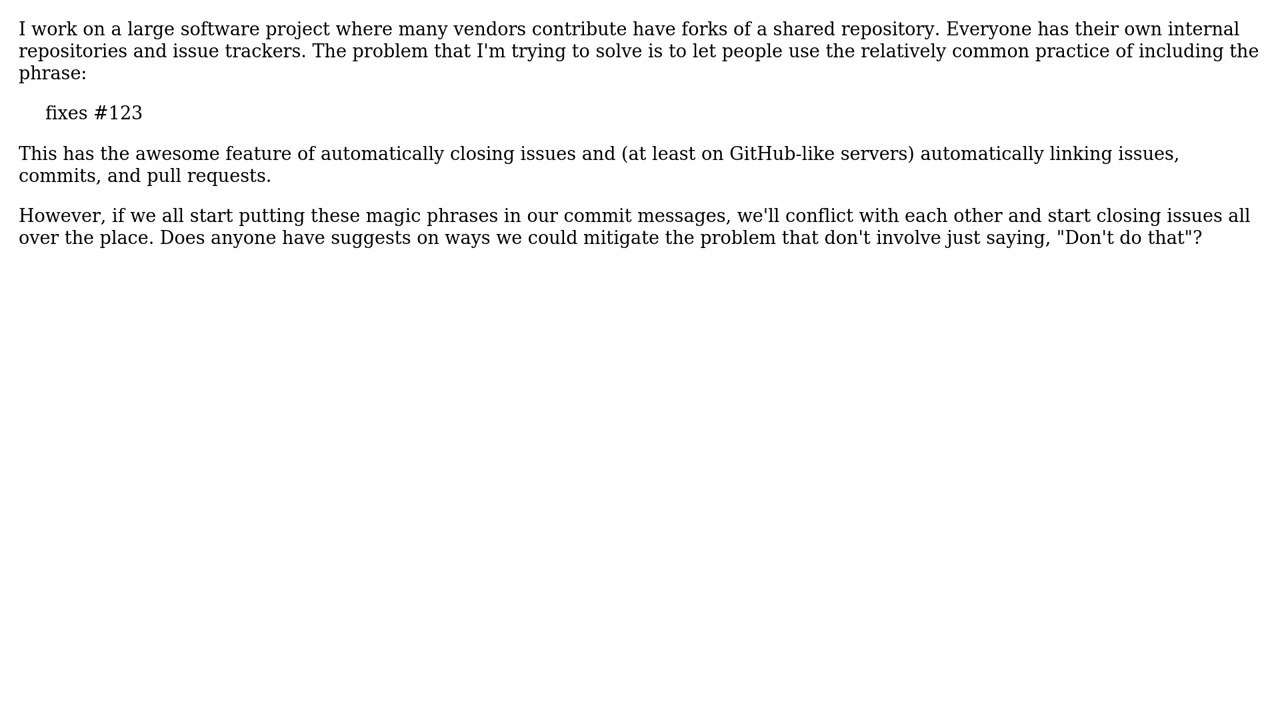 I work on a large software project where many vendors contribute have forks of a shared repository. Everyone has their own internal
repositories and issue trackers. The problem that I'm trying to solve is to let people use the relatively common practice of including the
phrase:
fixes #123
This has the awesome feature of automatically closing issues and (at least on GitHub-like servers) automatically linking issues,
commits, and pull requests.
However, if we all start putting these magic phrases in our commit messages, we'll conflict with each other and start closing issues all
over the place. Does anyone have suggests on ways we could mitigate the problem that don't involve just saying, "Don't do that"?